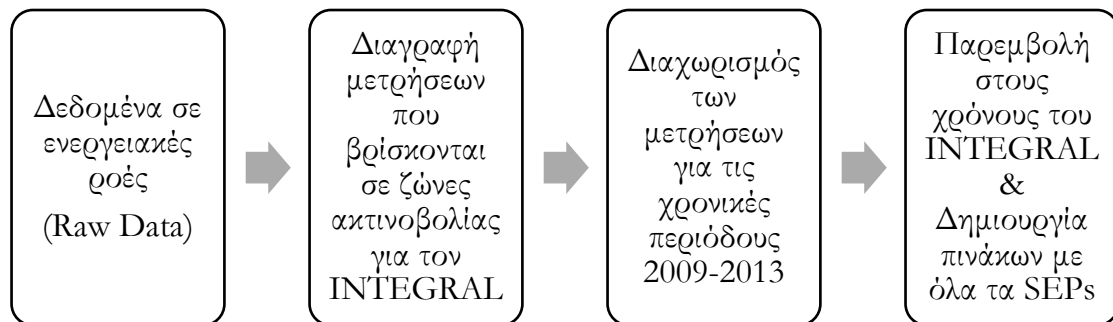 Δεδομένα σε
ενεργειακές
ροές
(Raw Data)
Διαγραφή
μετρήσεων
που
βρίσκονται
σε ζώνες
ακτινοβολίας
για τον
INTEGRAL
Διαχωρισμός
των
μετρήσεων
για τις
χρονικές
περιόδους
2009-2013
Παρεμβολή
στους
χρόνους του
INTEGRAL
&
Δημιουργία
πινάκων με
όλα τα SEPs